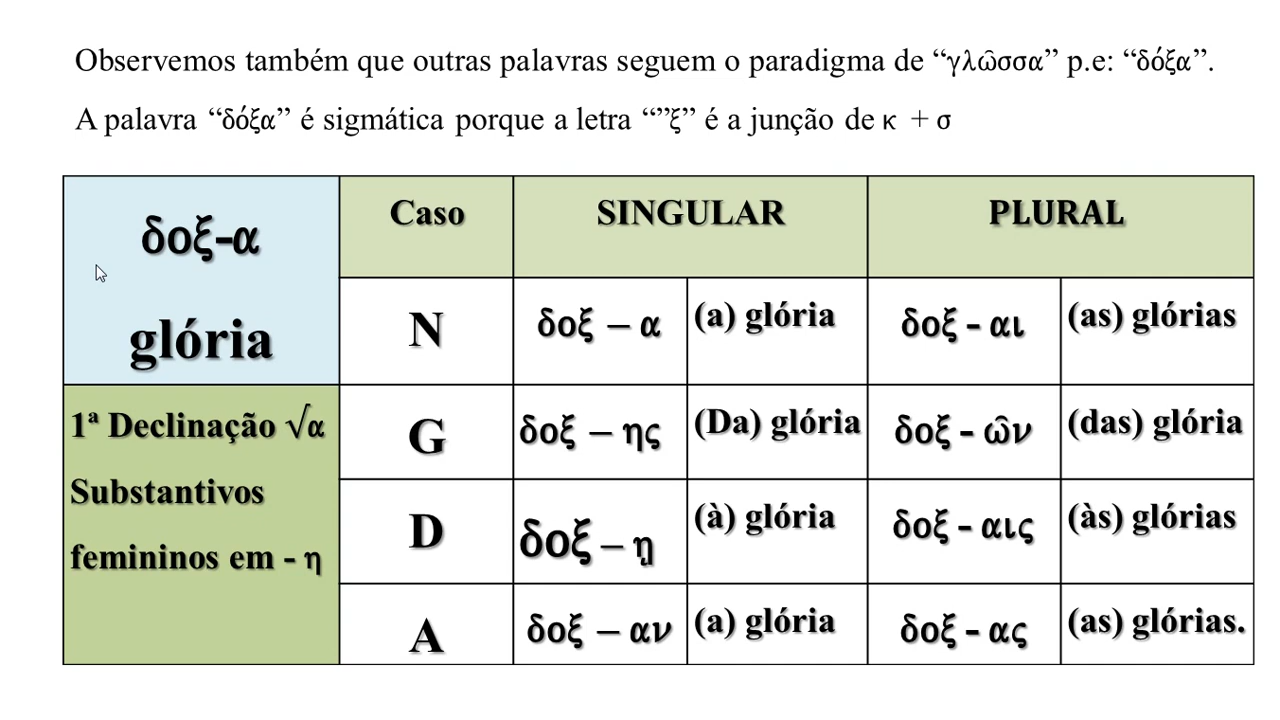 Observemos também que outras palavras seguem o paradigma de “γλῶσσα” p.e: “δόξα”.
A palavra “δόξα” é sigmática porque a letra “”ξ” é a junção de κ + σ
δοξ-α
glória
Caso SINGULAR PLURAL
N δοξ – α (a) glória δοξ - αι (as) glórias
1ª Declinação √α
Substantivos
femininos em - η
G δοξ – ης (Da) glória δοξ - ῶν (das) glória
D δοξ – ῃ (à) glória δοξ - αις (às) glórias
A δοξ – αν (a) glória δοξ - ας (as) glórias.